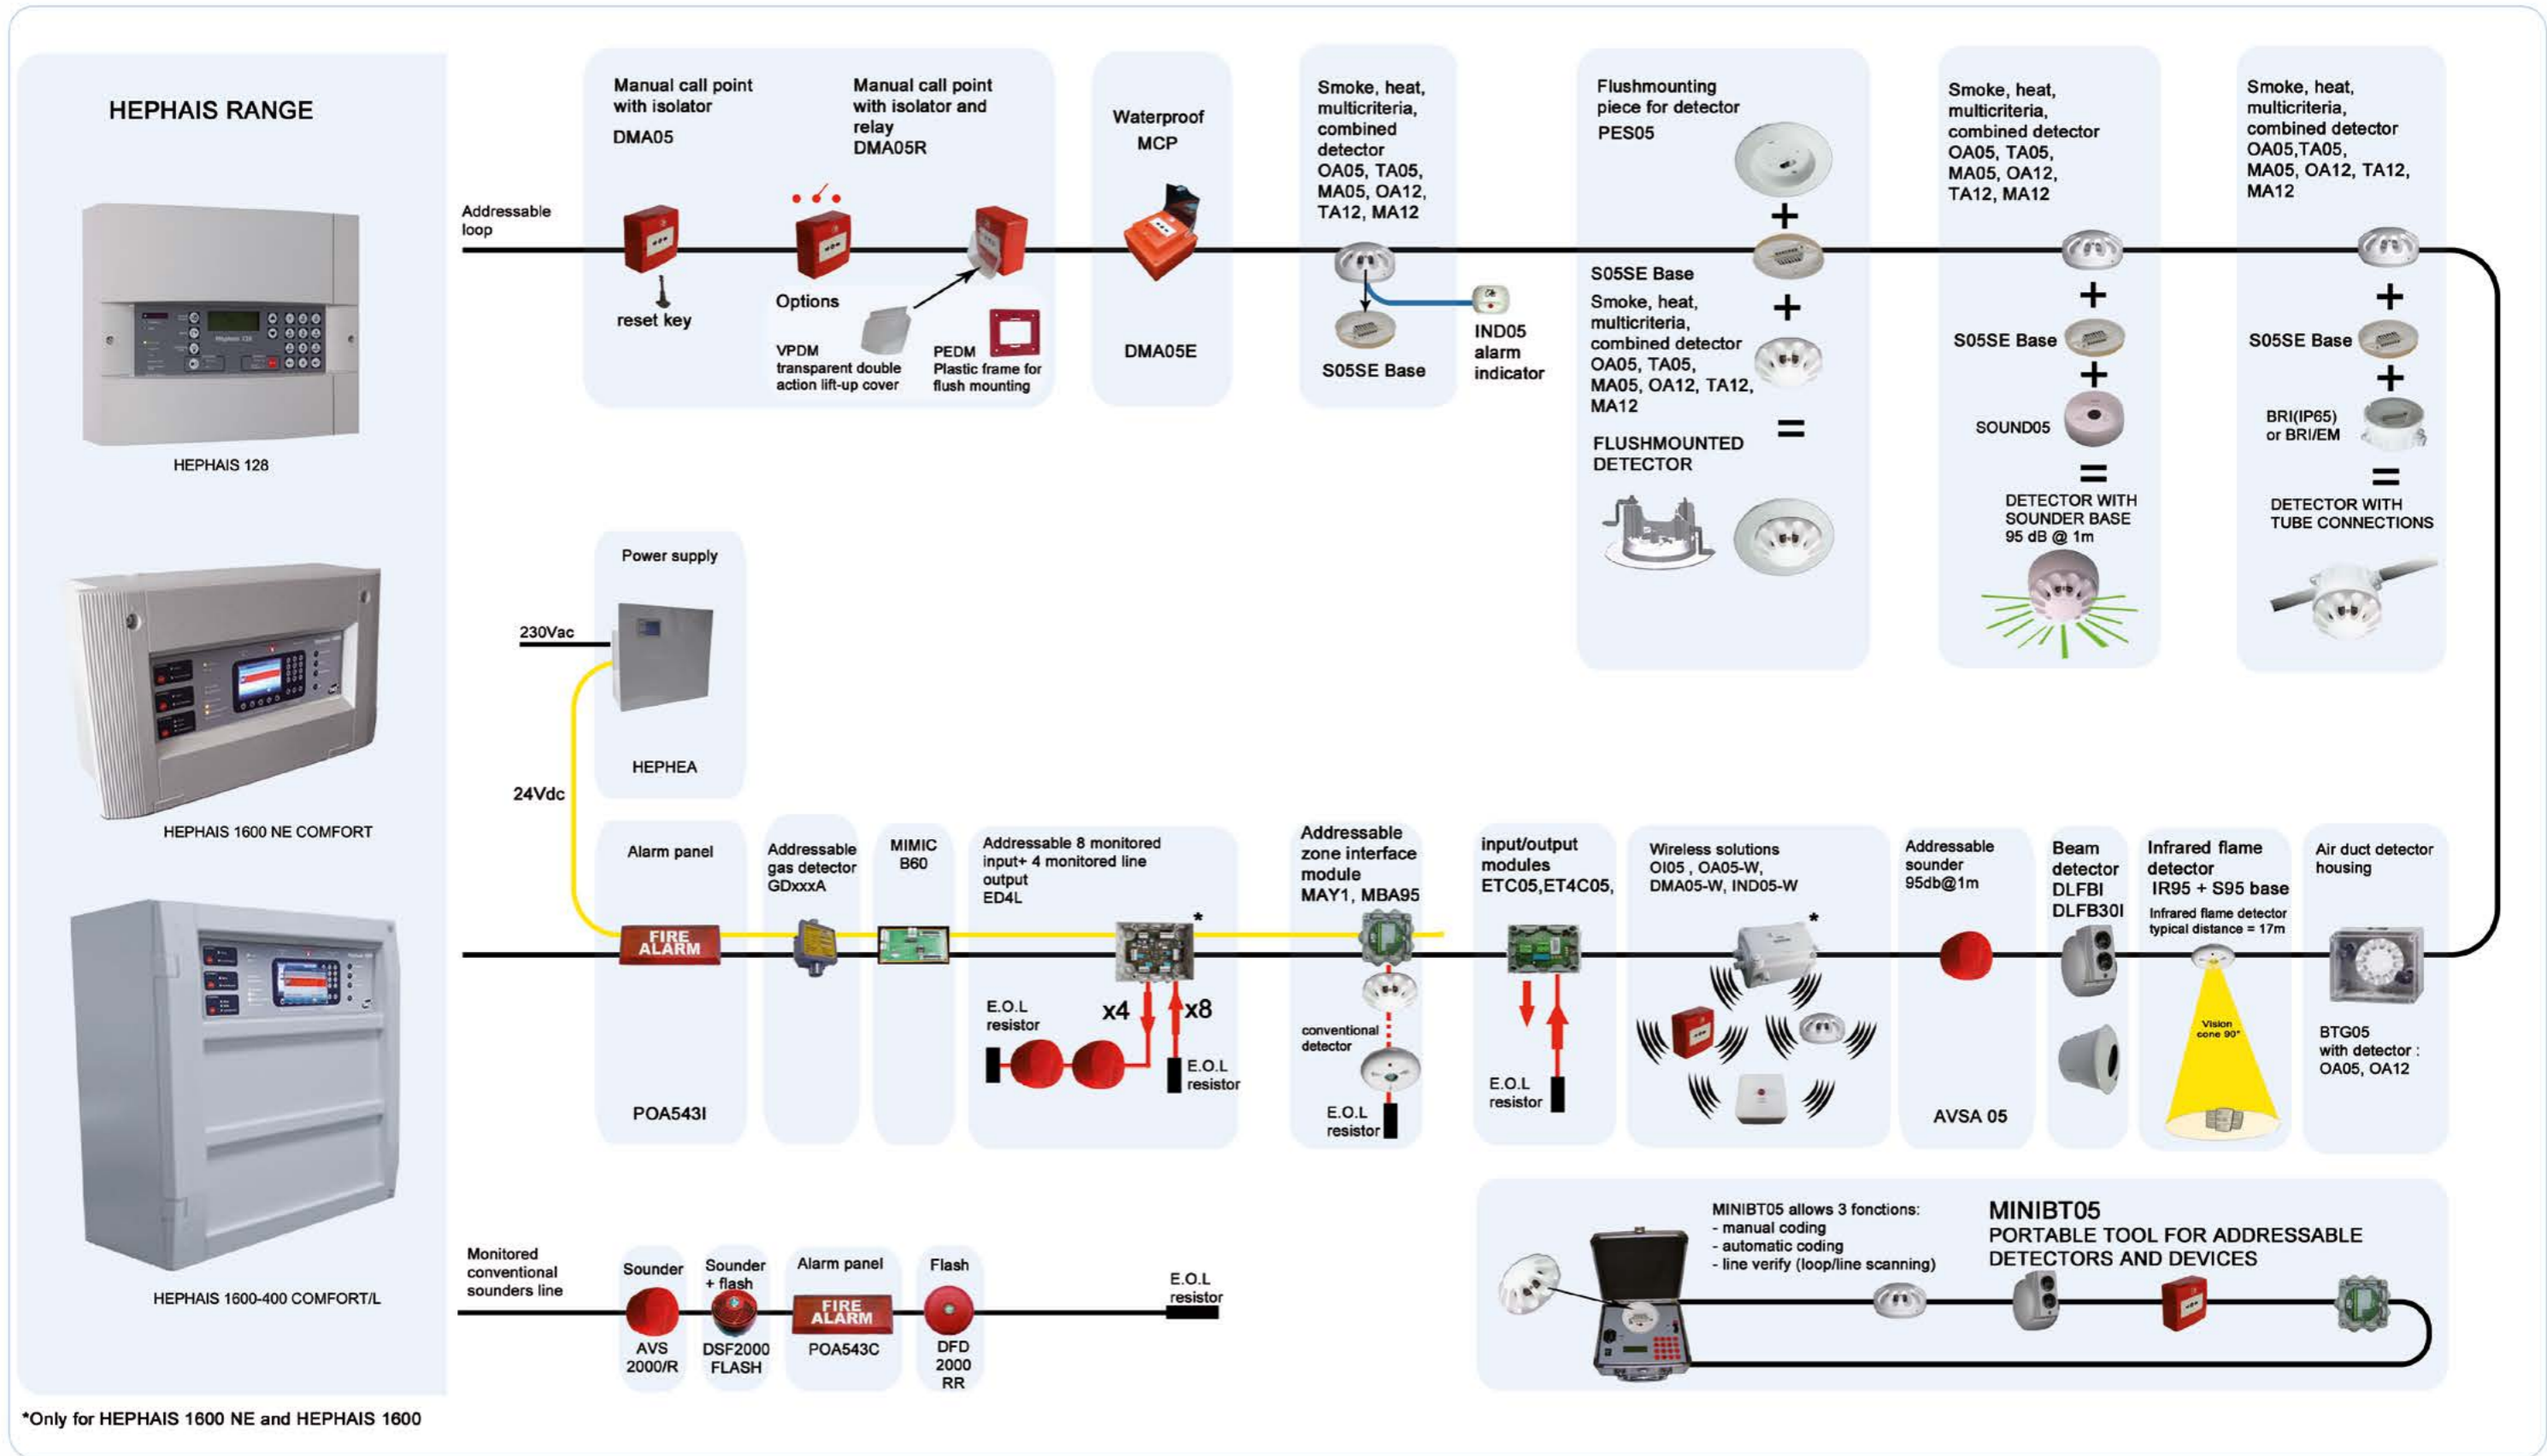 HEPHAIS RANGE
HEPHAIS 128
HEPHAIS 1600 NE COMFORT
HEPHAIS 1600-400 COMFORT/L
*Only for HEPHAIS 1600 NE and HEPHAIS 1600
Addressable
loop
Manual call point
with isolator
DMA05
reset key
Manual call point
with isolator and
relay
DMA05R
Options
VPDM
transparent double
action lift-up cover
PEDM
Plastic frame for
flush mounting
Waterproof
MCP
DMA05E
Smoke, heat,
multicriteria,
combined
detector
OA05, TA05,
MA05, OA12,
TA12, MA12
S05SE Base
IND05
alarm
indicator
Flushmounting
piece for detector
PES05
+
S05SE Base
+
Smoke, heat,
multicriteria,
combined detector
OA05, TA05,
MA05, OA12, TA12,
MA12
=
FLUSHMOUNTED
DETECTOR
Smoke, heat,
multicriteria,
combined detector
OA05, TA05,
MA05, OA12,
TA12, MA12
+
S05SE Base
+
SOUND05
=
DETECTOR WITH
SOUNDER BASE
95 dB @ 1m
Smoke, heat,
multicriteria,
combined detector
OA05,TA05,
MA05, OA12, TA12,
MA12
+
S05SE Base
+
BRI(IP65)
or BRI/EM
=
DETECTOR WITH
TUBE CONNECTIONS
Power supply
230Vac
HEPHEA
24Vdc
Alarm panel
FIRE
ALARM
POA543I
Addressable
gas detector
GDxxxA
MIMIC
B60
Addressable 8 monitored
input+ 4 monitored line
output
ED4L
*
E.O.L
resistor
x4
x8
E.O.L
resistor
Addressable
zone interface
module
MAY1, MBA95
conventional
detector
E.O.L
resistor
input/output
modules
ETC05,ET4C05,
E.O.L
resistor
Wireless solutions
OI05 , OA05-W,
DMA05-W, IND05-W
*
Addressable
sounder
95db@1m
AVSA 05
Beam
detector
DLFBI
DLFB30I
Infrared flame
detector
IR95 + S95 base
Infrared flame detector
typical distance = 17m
Vision
cone 90°
Air duct detector
housing
BTG05
with detector :
OA05, OA12
Monitored
conventional
sounders line
Sounder
AVS
2000/R
Sounder
+ flash
DSF2000
FLASH
Alarm panel
FIRE
ALARM
POA543C
Flash
DFD
2000
RR
E.O.L
resistor
MINIBT05 allows 3 fonctions:
- manual coding
- automatic coding
- line verify (loop/line scanning)
MINIBT05
PORTABLE TOOL FOR ADDRESSABLE
DETECTORS AND DEVICES